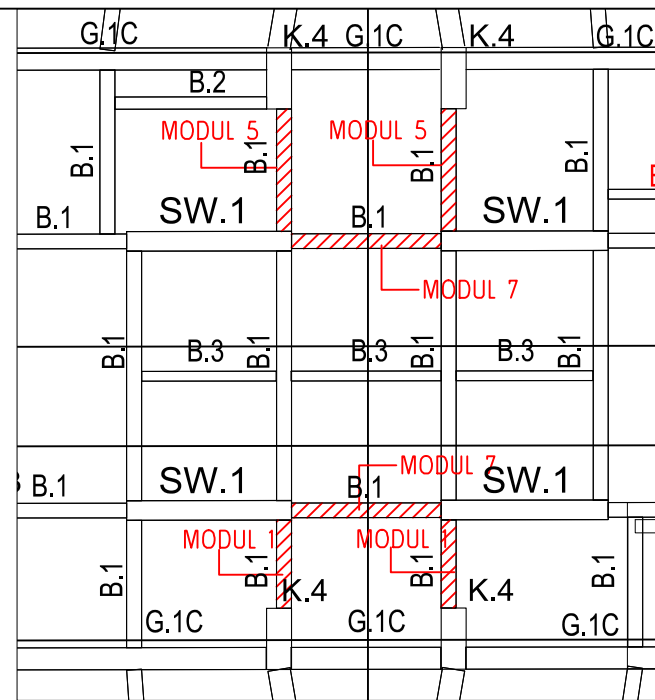 G.1C K.4 G.1C K.4 G.1C
B.2
MODUL 5 MODUL 5
B.1 B.1 B.1 B.1
SW.1 SW.1
B.1 B.1
MODUL 7
B.1 B.3 B.1 B.3 B.1 B.3 B.1
MODUL 7
B.1 SW.1 B.1 SW.1
MODUL 1 MODUL 1
B.1 B.1 B.1 B.1
K.4 K.4
G.1C G.1C G.1C